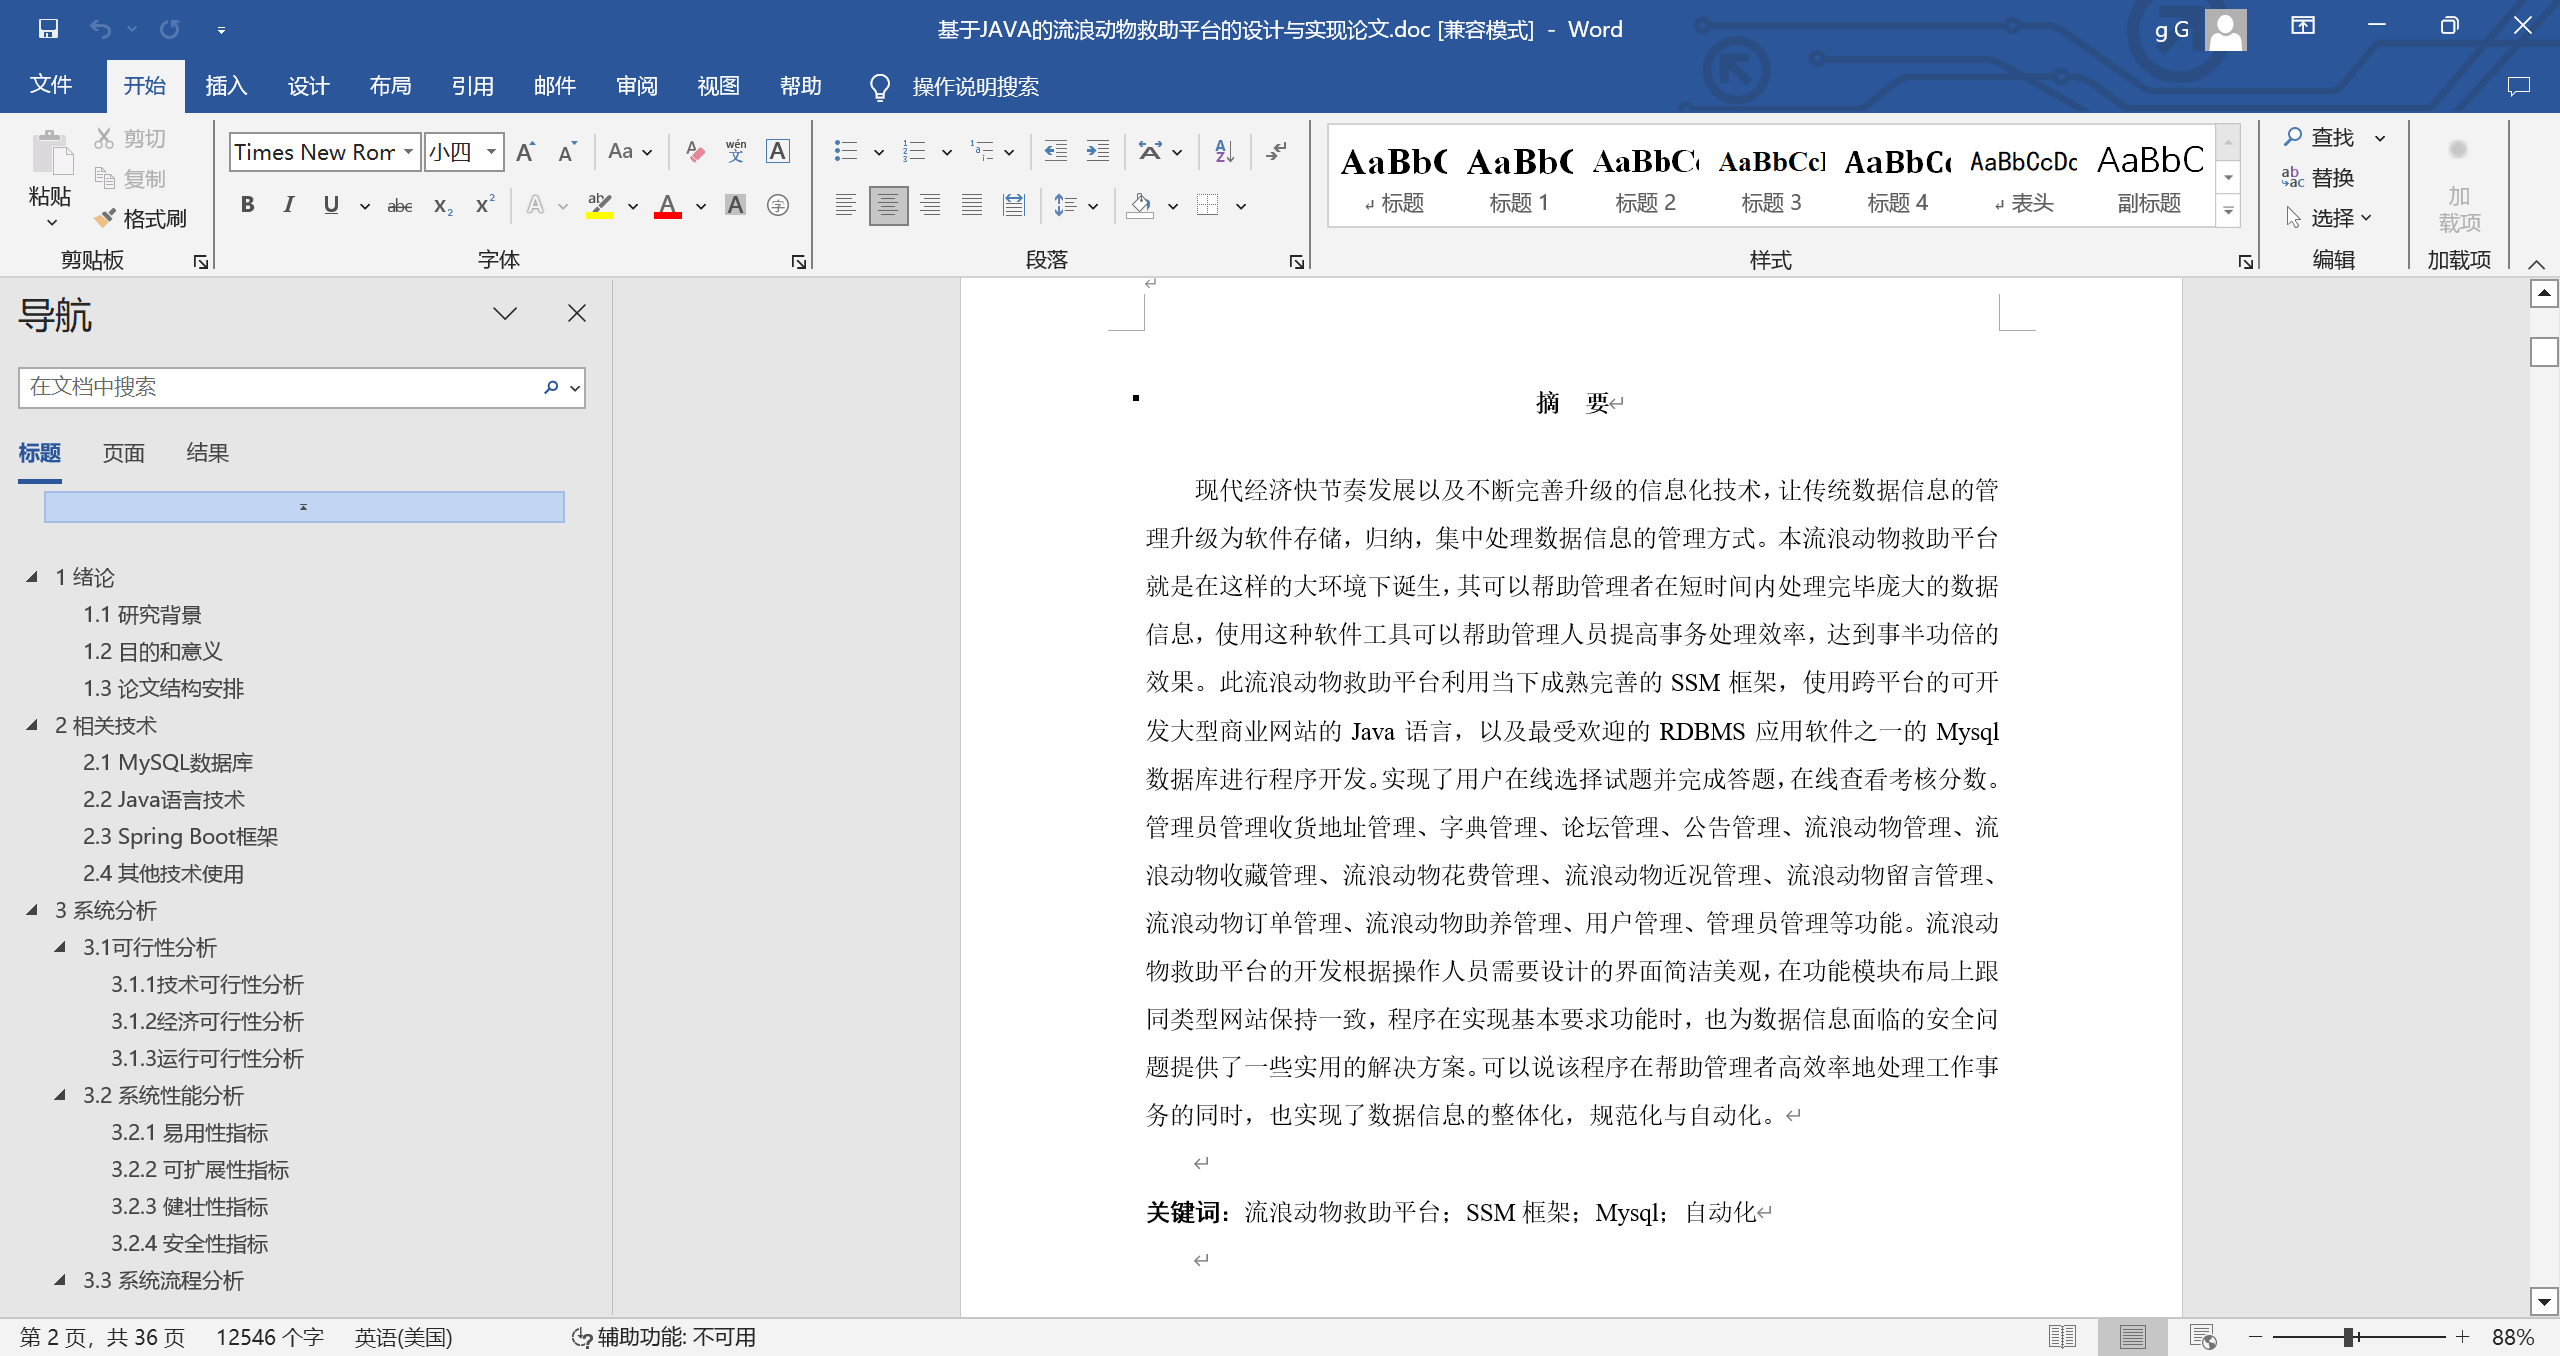 基于JAVA的流浪动物救助平台的设计与实现论文.doc [兼容模式] - Word
g G
文件 开始 插入 设计 布局 引用 邮件 审阅 视图 帮助 操作说明搜索
粘贴
剪切
复制
格式刷
剪贴板
Times New Ror 小四
字体
段落
AaBb( 标题
AaBb( 标题 1
AaBbC 标题 2
AaBbCcI 标题 3
AaBbC 标题 4
AaBbCcDc 表头
AaBbC 副标题
样式
查找
替换
选择
编辑
加载项
加载项
导航
在文档中搜索
标题 页面 结果
1 绪论
1.1 研究背景
1.2 目的和意义
1.3 论文结构安排
2 相关技术
2.1 MySQL数据库
2.2 Java语言技术
2.3 Spring Boot框架
2.4 其他技术使用
3 系统分析
3.1可行性分析
3.1.1技术可行性分析
3.1.2经济可行性分析
3.1.3运行可行性分析
3.2 系统性能分析
3.2.1 易用性指标
3.2.2 可扩展性指标
3.2.3 健壮性指标
3.2.4 安全性指标
3.3 系统流程分析
摘 要
现代经济快节奏发展以及不断完善升级的信息化技术，让传统数据信息的管
理升级为软件存储，归纳，集中处理数据信息的管理方式。本流浪动物救助平台
就是在这样的大环境下诞生，其可以帮助管理者在短时间内处理完毕庞大的数据
信息，使用这种软件工具可以帮助管理人员提高事务处理效率，达到事半功倍的
效果。此流浪动物救助平台利用当下成熟完善的 SSM 框架，使用跨平台的可开
发大型商业网站的 Java 语言，以及最受欢迎的 RDBMS 应用软件之一的 Mysql
数据库进行程序开发。实现了用户在线选择试题并完成答题，在线查看考核分数。
管理员管理收货地址管理、字典管理、论坛管理、公告管理、流浪动物管理、流
浪动物收藏管理、流浪动物花费管理、流浪动物近况管理、流浪动物留言管理、
流浪动物订单管理、流浪动物助养管理、用户管理、管理员管理等功能。流浪动
物救助平台的开发根据操作人员需要设计的界面简洁美观，在功能模块布局上跟
同类型网站保持一致，程序在实现基本要求功能时，也为数据信息面临的安全问
题提供了一些实用的解决方案。可以说该程序在帮助管理者高效率地处理工作事
务的同时，也实现了数据信息的整体化，规范化与自动化。
关键词：流浪动物救助平台；SSM 框架；Mysql；自动化
第 2 页，共 36 页 12546 个字 英语(美国) 辅助功能: 不可用 88%